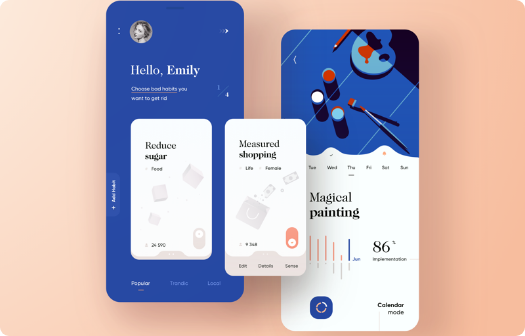 Hello, Emily
Choose bad habits you
want to get rid
4
Reduce
sugar
Food
24 590
+ Add Habit
Popular
Trends
Local
Measured
shopping
Life
Female
Edit
Details
Sense
Tue
Wed
Thu
Fri
Sat
Sun
Magical
painting
Jun
86 %
Implementation
Calendar
mode